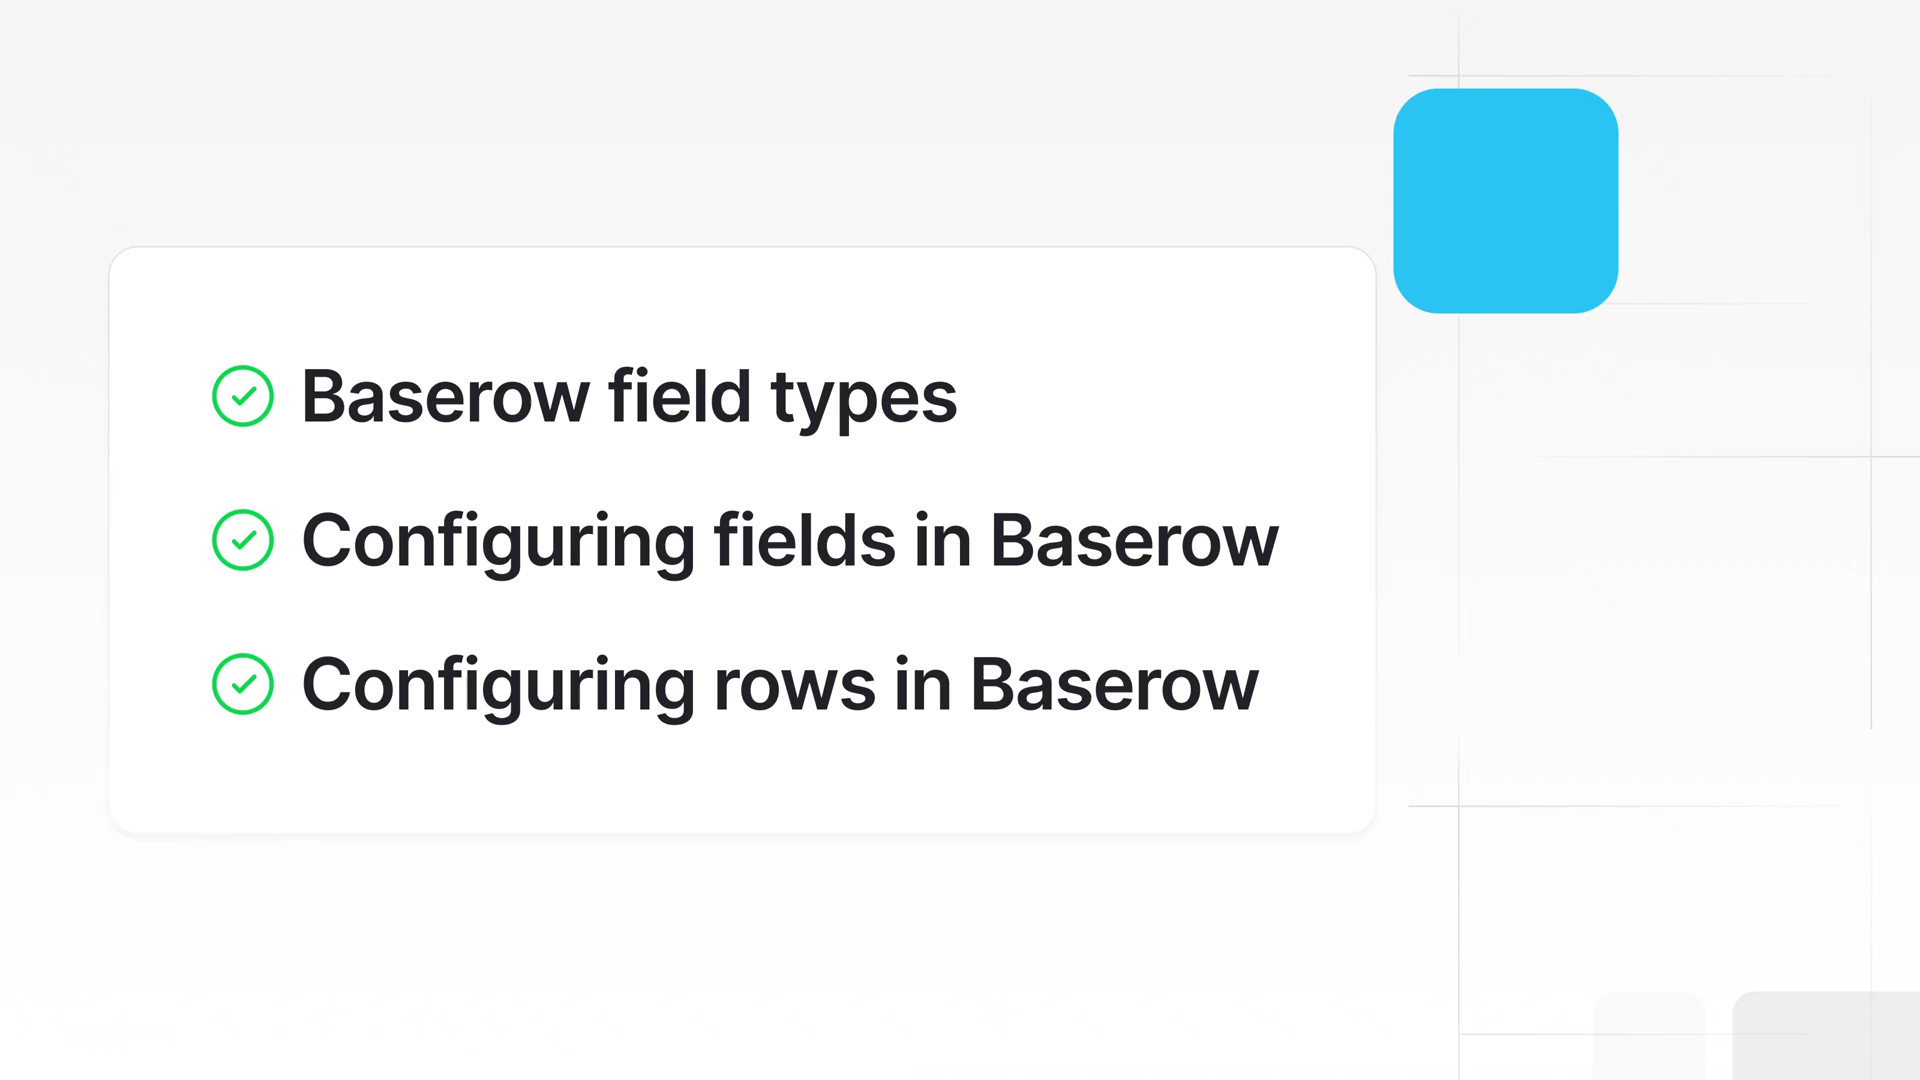 Baserow field types
Configuring fields in Baserow
Configuring rows in Baserow